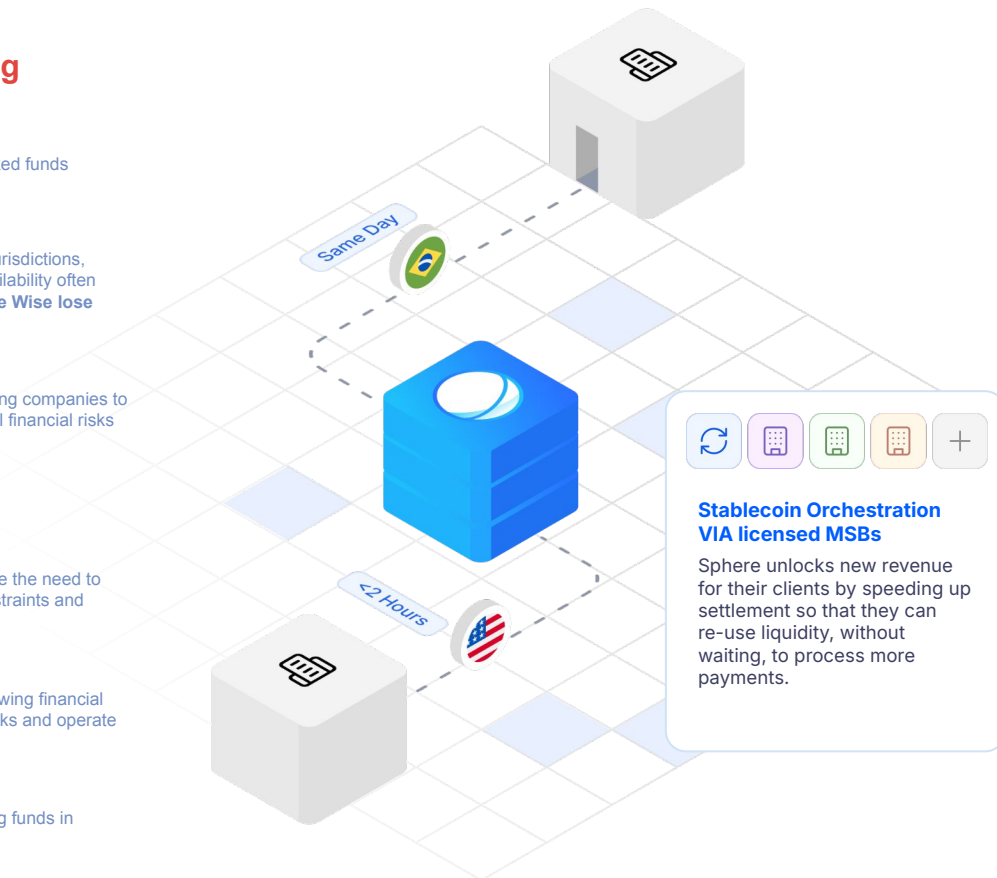 g
ed funds
urisdictions,
ilability often
e Wise lose
ng companies to
l financial risks
e the need to
straints and
wing financial
ks and operate
g funds in
Same Day
<2 Hours
Stablecoin Orchestration
VIA licensed MSBs
Sphere unlocks new revenue
for their clients by speeding up
settlement so that they can
re-use liquidity, without
waiting, to process more
payments.